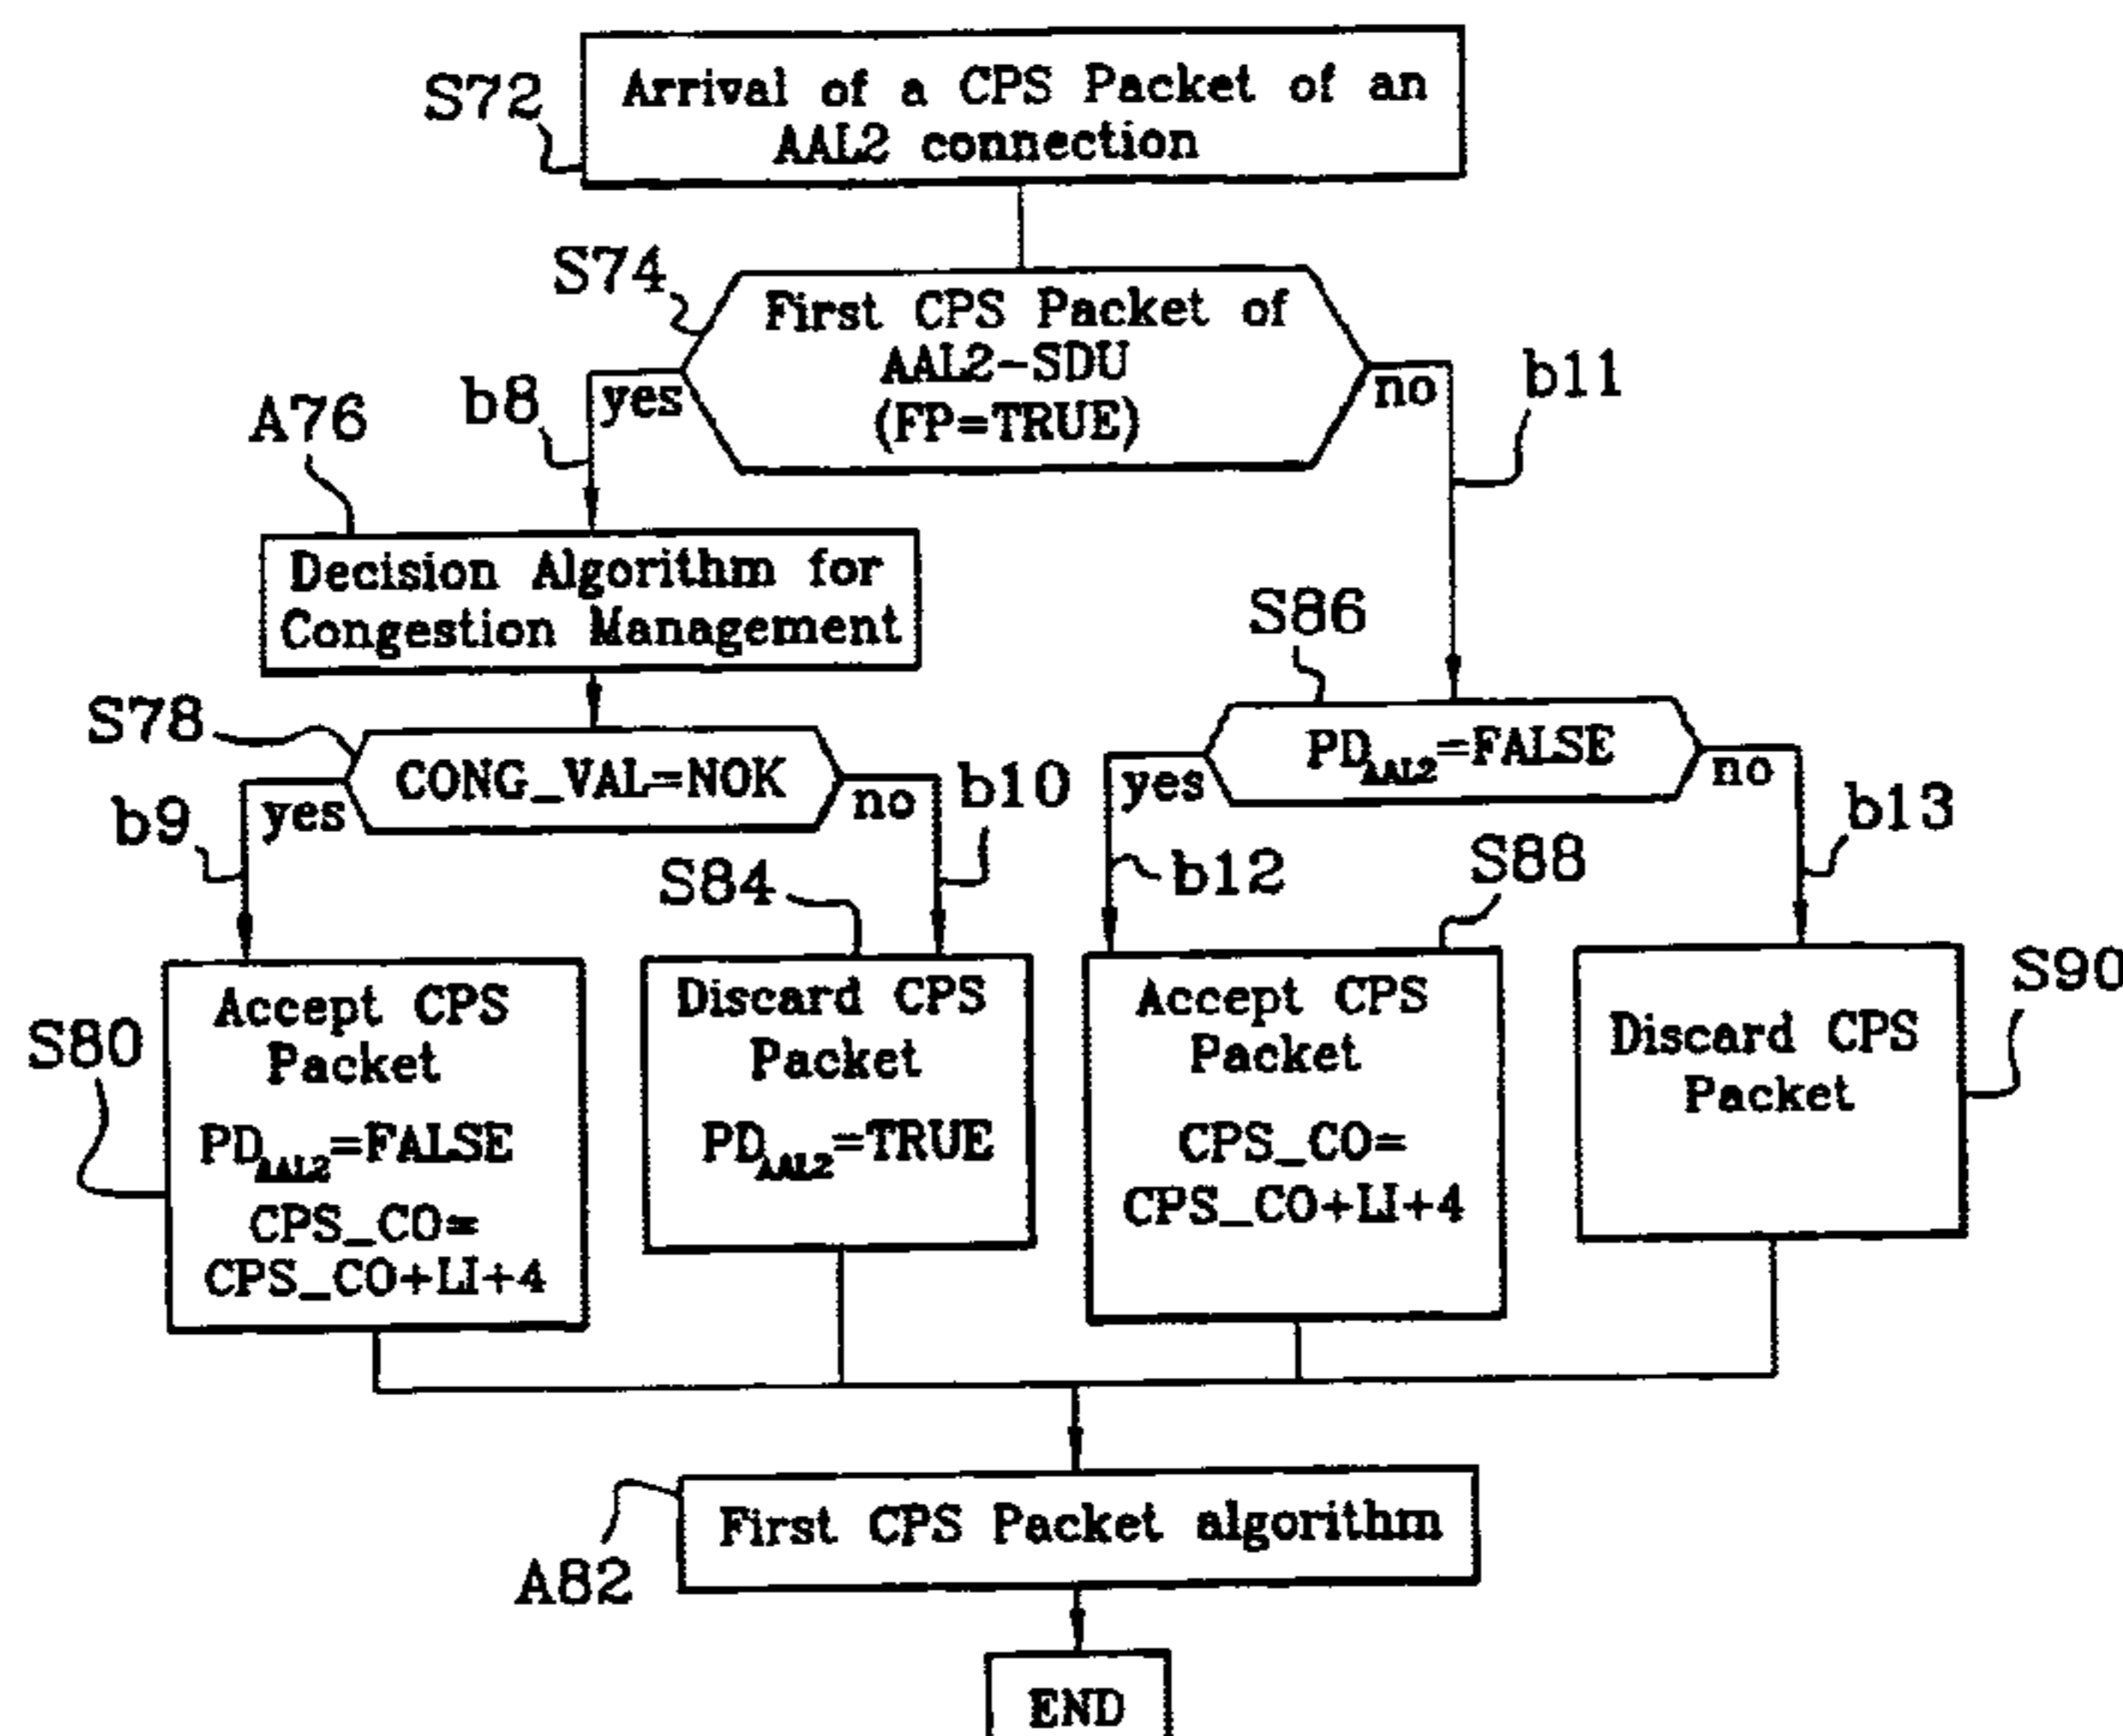 S72
Arrival of a CPS Packet of an
AAL2 connection
S74
First CPS Packet of
AAL2-SDU
(FP=TRUE)
yes
no
b8
b11
A76
Decision Algorithm for
Congestion Management
S78
CONG_VAL=NOK
yes
no
b9
b10
S86
PDAAL2=FALSE
yes
no
b12
b13
S80
Accept CPS
Packet
PDAAL2=FALSE
CPS_CO=
CPS_CO+LI+4
S84
Discard CPS
Packet
PDAAL2=TRUE
S88
Accept CPS
Packet
CPS_CO=
CPS_CO+LI+4
S90
Discard CPS
Packet
First CPS Packet algorithm
A82
END